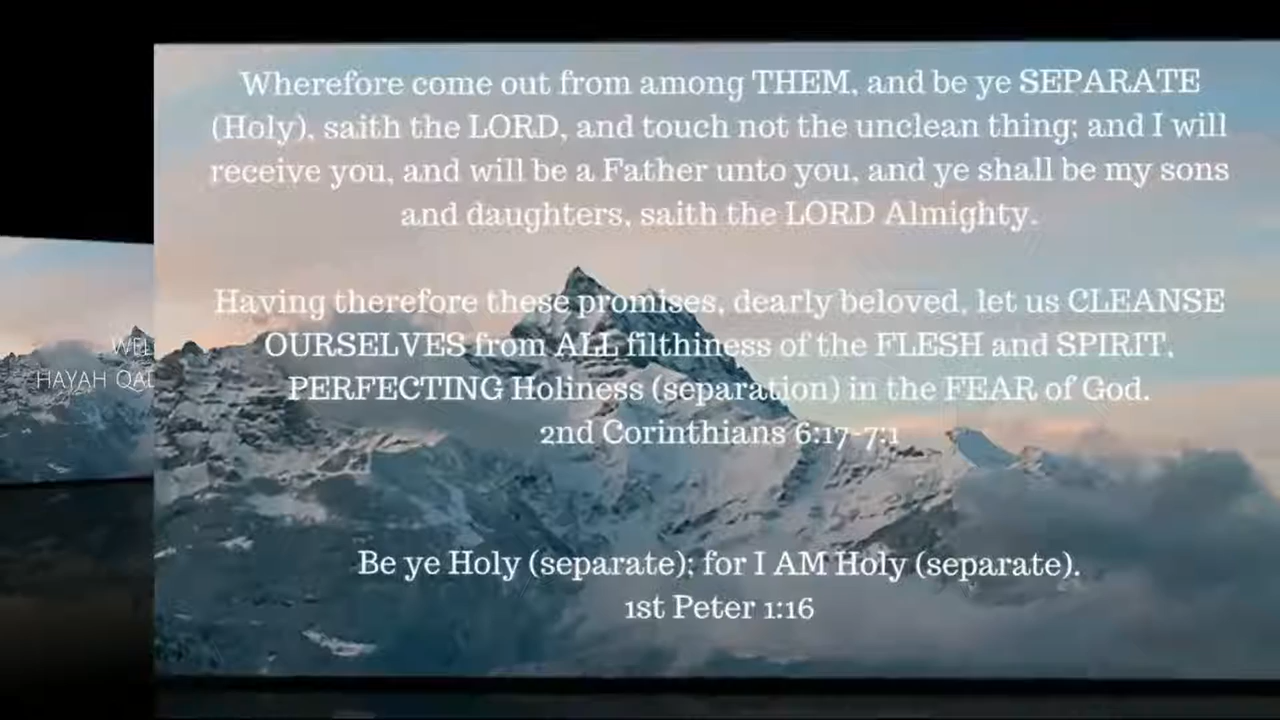 Wherefore come out from among THEM, and be ye SEPARATE
(Holy), saith the LORD, and touch not the unclean thing; and I will
receive you, and will be a Father unto you, and ye shall be my sons
and daughters, saith the LORD Almighty.
Having therefore these promises, dearly beloved, let us CLEANSE
OURSELVES from ALL filthiness of the FLESH and SPIRIT,
PERFECTING Holiness (separation) in the FEAR of God.
2nd Corinthians 6:17-7:1
Be ye Holy (separate); for I AM Holy (separate).
1st Peter 1:16
WEL
HAYAH QAL